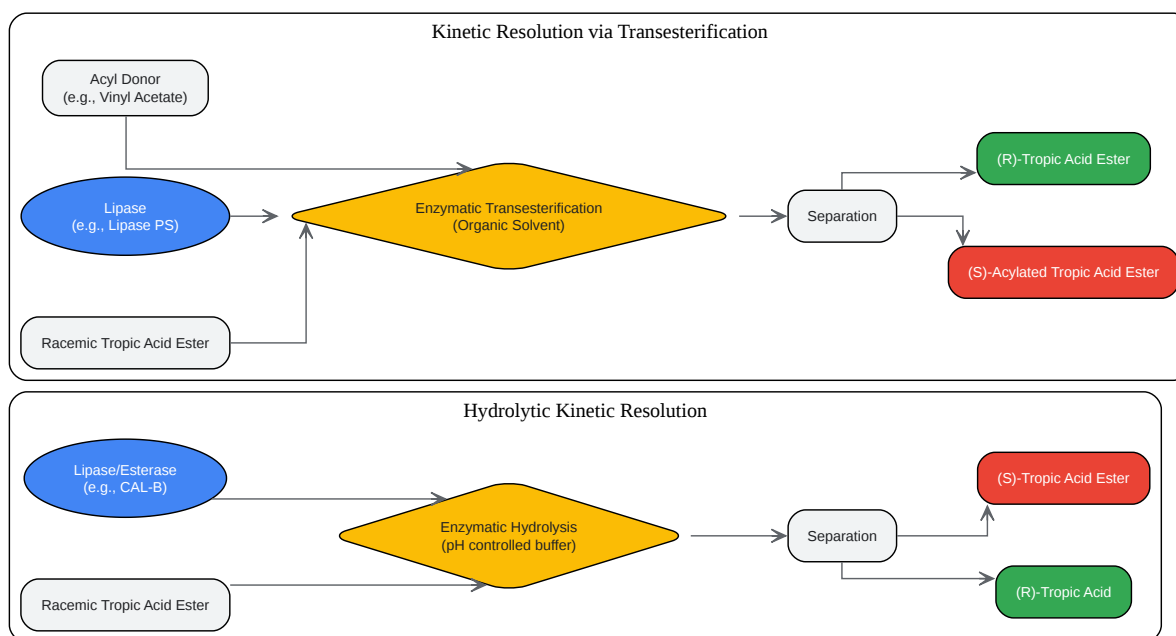 Kinetic Resolution via Transesterification
Acyl Donor
(e.g., Vinyl Acetate)
Lipase
(e.g., Lipase PS)
Racemic Tropic Acid Ester
Enzymatic Transesterification
(Organic Solvent)
Separation
(R)-Tropic Acid Ester
(S)-Acylated Tropic Acid Ester
Hydrolytic Kinetic Resolution
Lipase/Esterase
(e.g., CAL-B)
Racemic Tropic Acid Ester
Enzymatic Hydrolysis
(pH controlled buffer)
Separation
(S)-Tropic Acid Ester
(R)-Tropic Acid